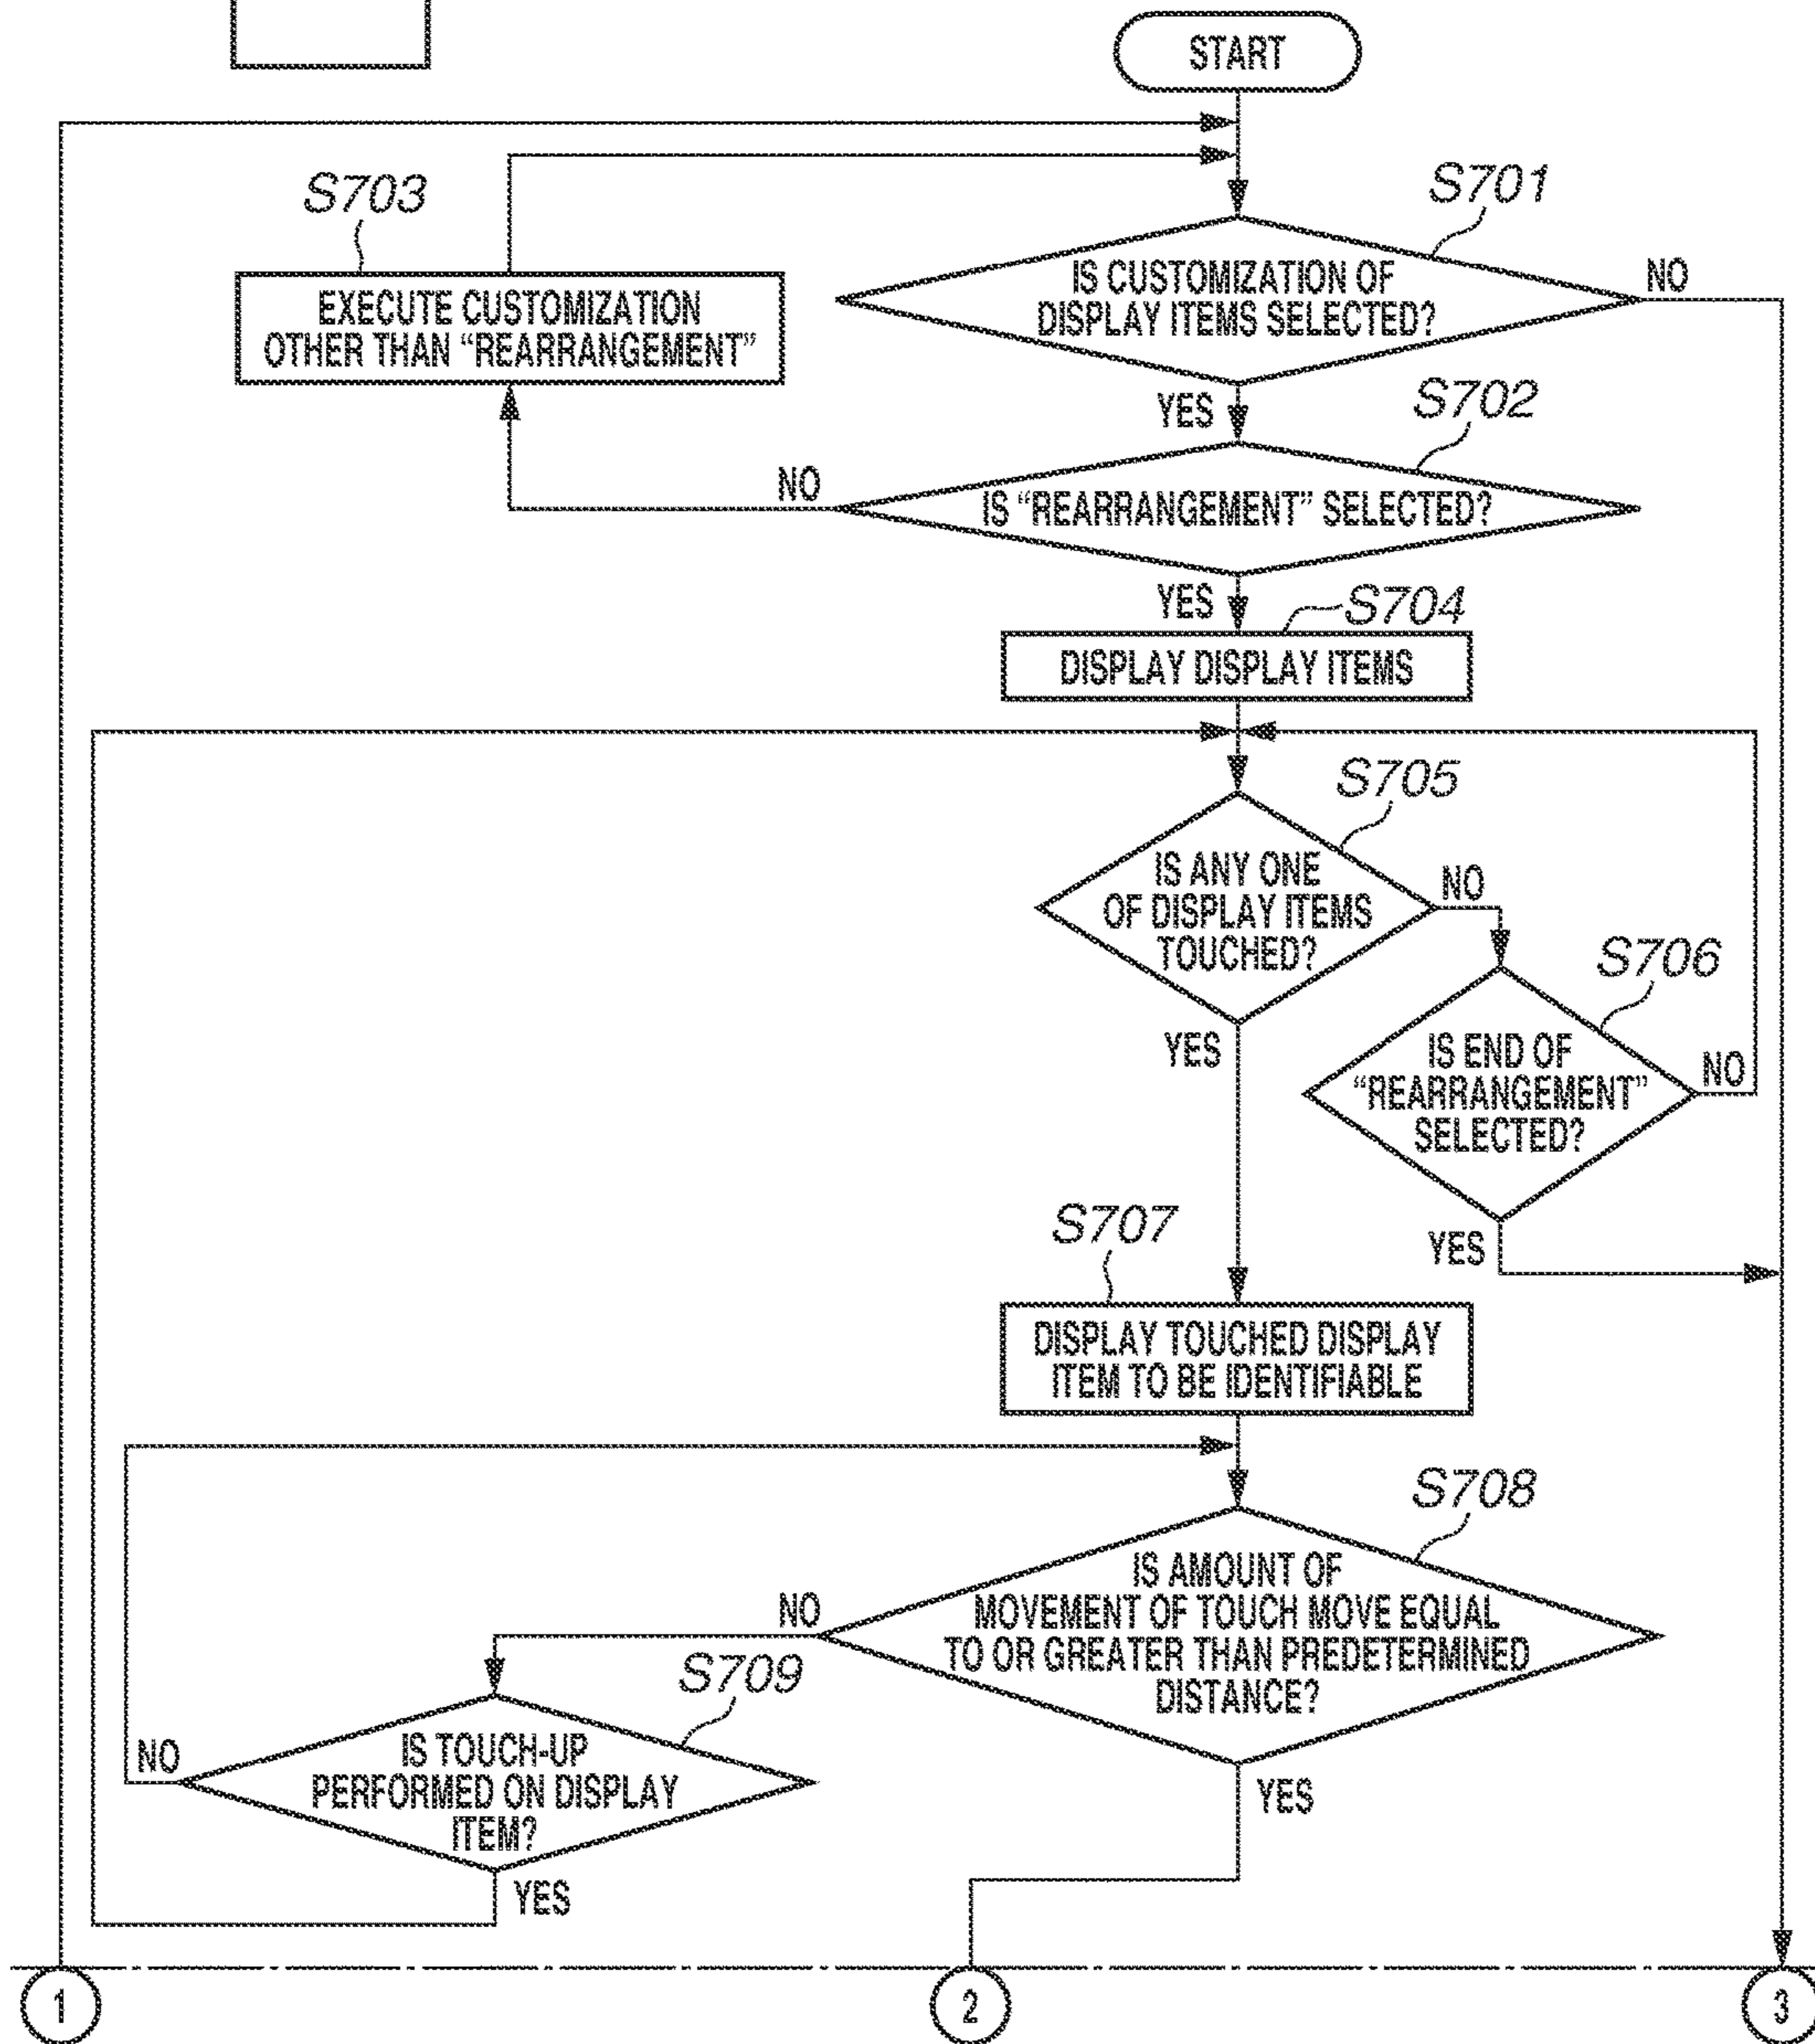 START
S701
IS CUSTOMIZATION OF
DISPLAY ITEMS SELECTED?
NO
YES
S703
EXECUTE CUSTOMIZATION
OTHER THAN “REARRANGEMENT”
S702
IS “REARRANGEMENT” SELECTED?
NO
YES
S704
DISPLAY DISPLAY ITEMS
S705
IS ANY ONE
OF DISPLAY ITEMS
TOUCHED?
NO
YES
S706
IS END OF
“REARRANGEMENT”
SELECTED?
NO
YES
S707
DISPLAY TOUCHED DISPLAY
ITEM TO BE IDENTIFIABLE
S708
IS AMOUNT OF
MOVEMENT OF TOUCH MOVE EQUAL
TO OR GREATER THAN PREDETERMINED
DISTANCE?
NO
YES
S709
IS TOUCH-UP
PERFORMED ON DISPLAY
ITEM?
NO
YES
1
2
3